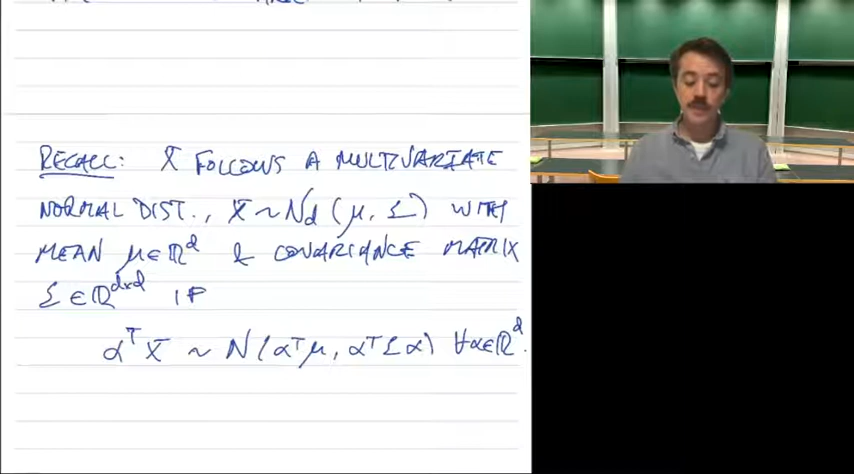 RECALL: X FOLLOWS A MULTIVARIATE
NORMAL DIST., X ~ N_d (μ, Σ) WITH
MEAN μ∈ℝ^d & COVARIANCE MATRIX
Σ∈ℝ^{d×d} IF
α^T X ~ N(α^T μ, α^T Σ α) ∀α∈ℝ^d.